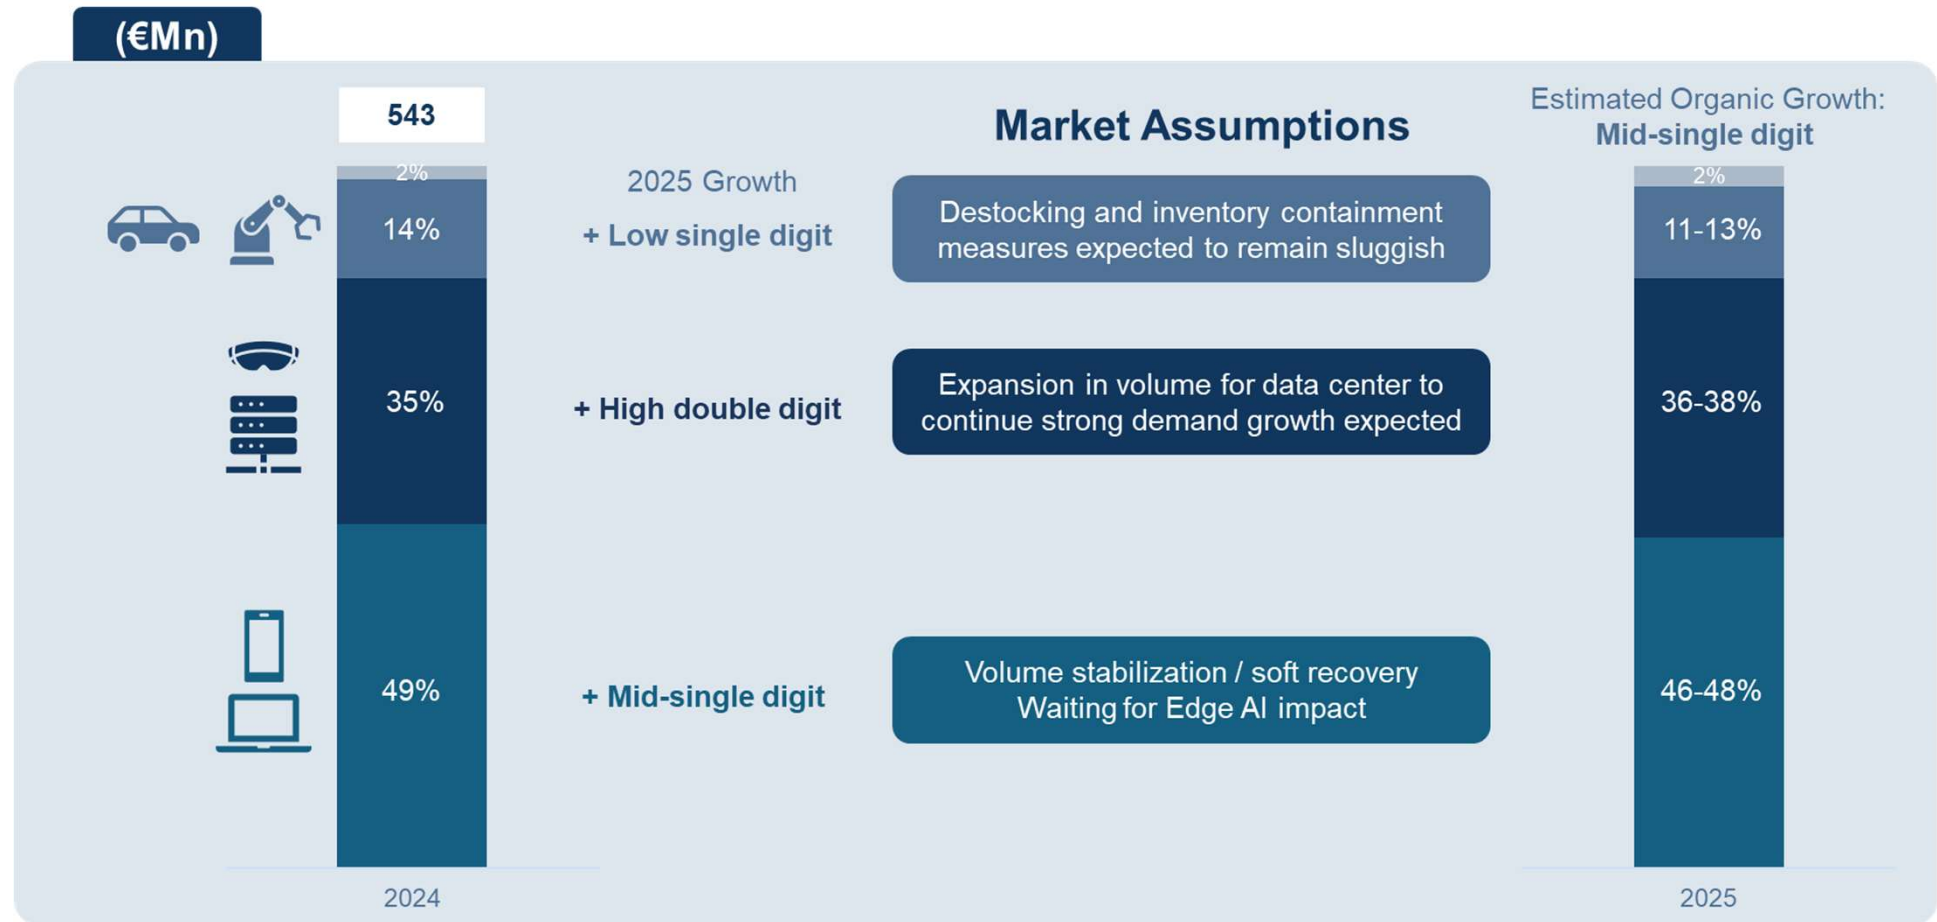 (€Mn)
543
2%
14%
35%
49%
2024
2025 Growth
+ Low single digit
+ High double digit
+ Mid-single digit
Market Assumptions
Destocking and inventory containment
measures expected to remain sluggish
Expansion in volume for data center to
continue strong demand growth expected
Volume stabilization / soft recovery
Waiting for Edge AI impact
Estimated Organic Growth:
Mid-single digit
2%
11-13%
36-38%
46-48%
2025